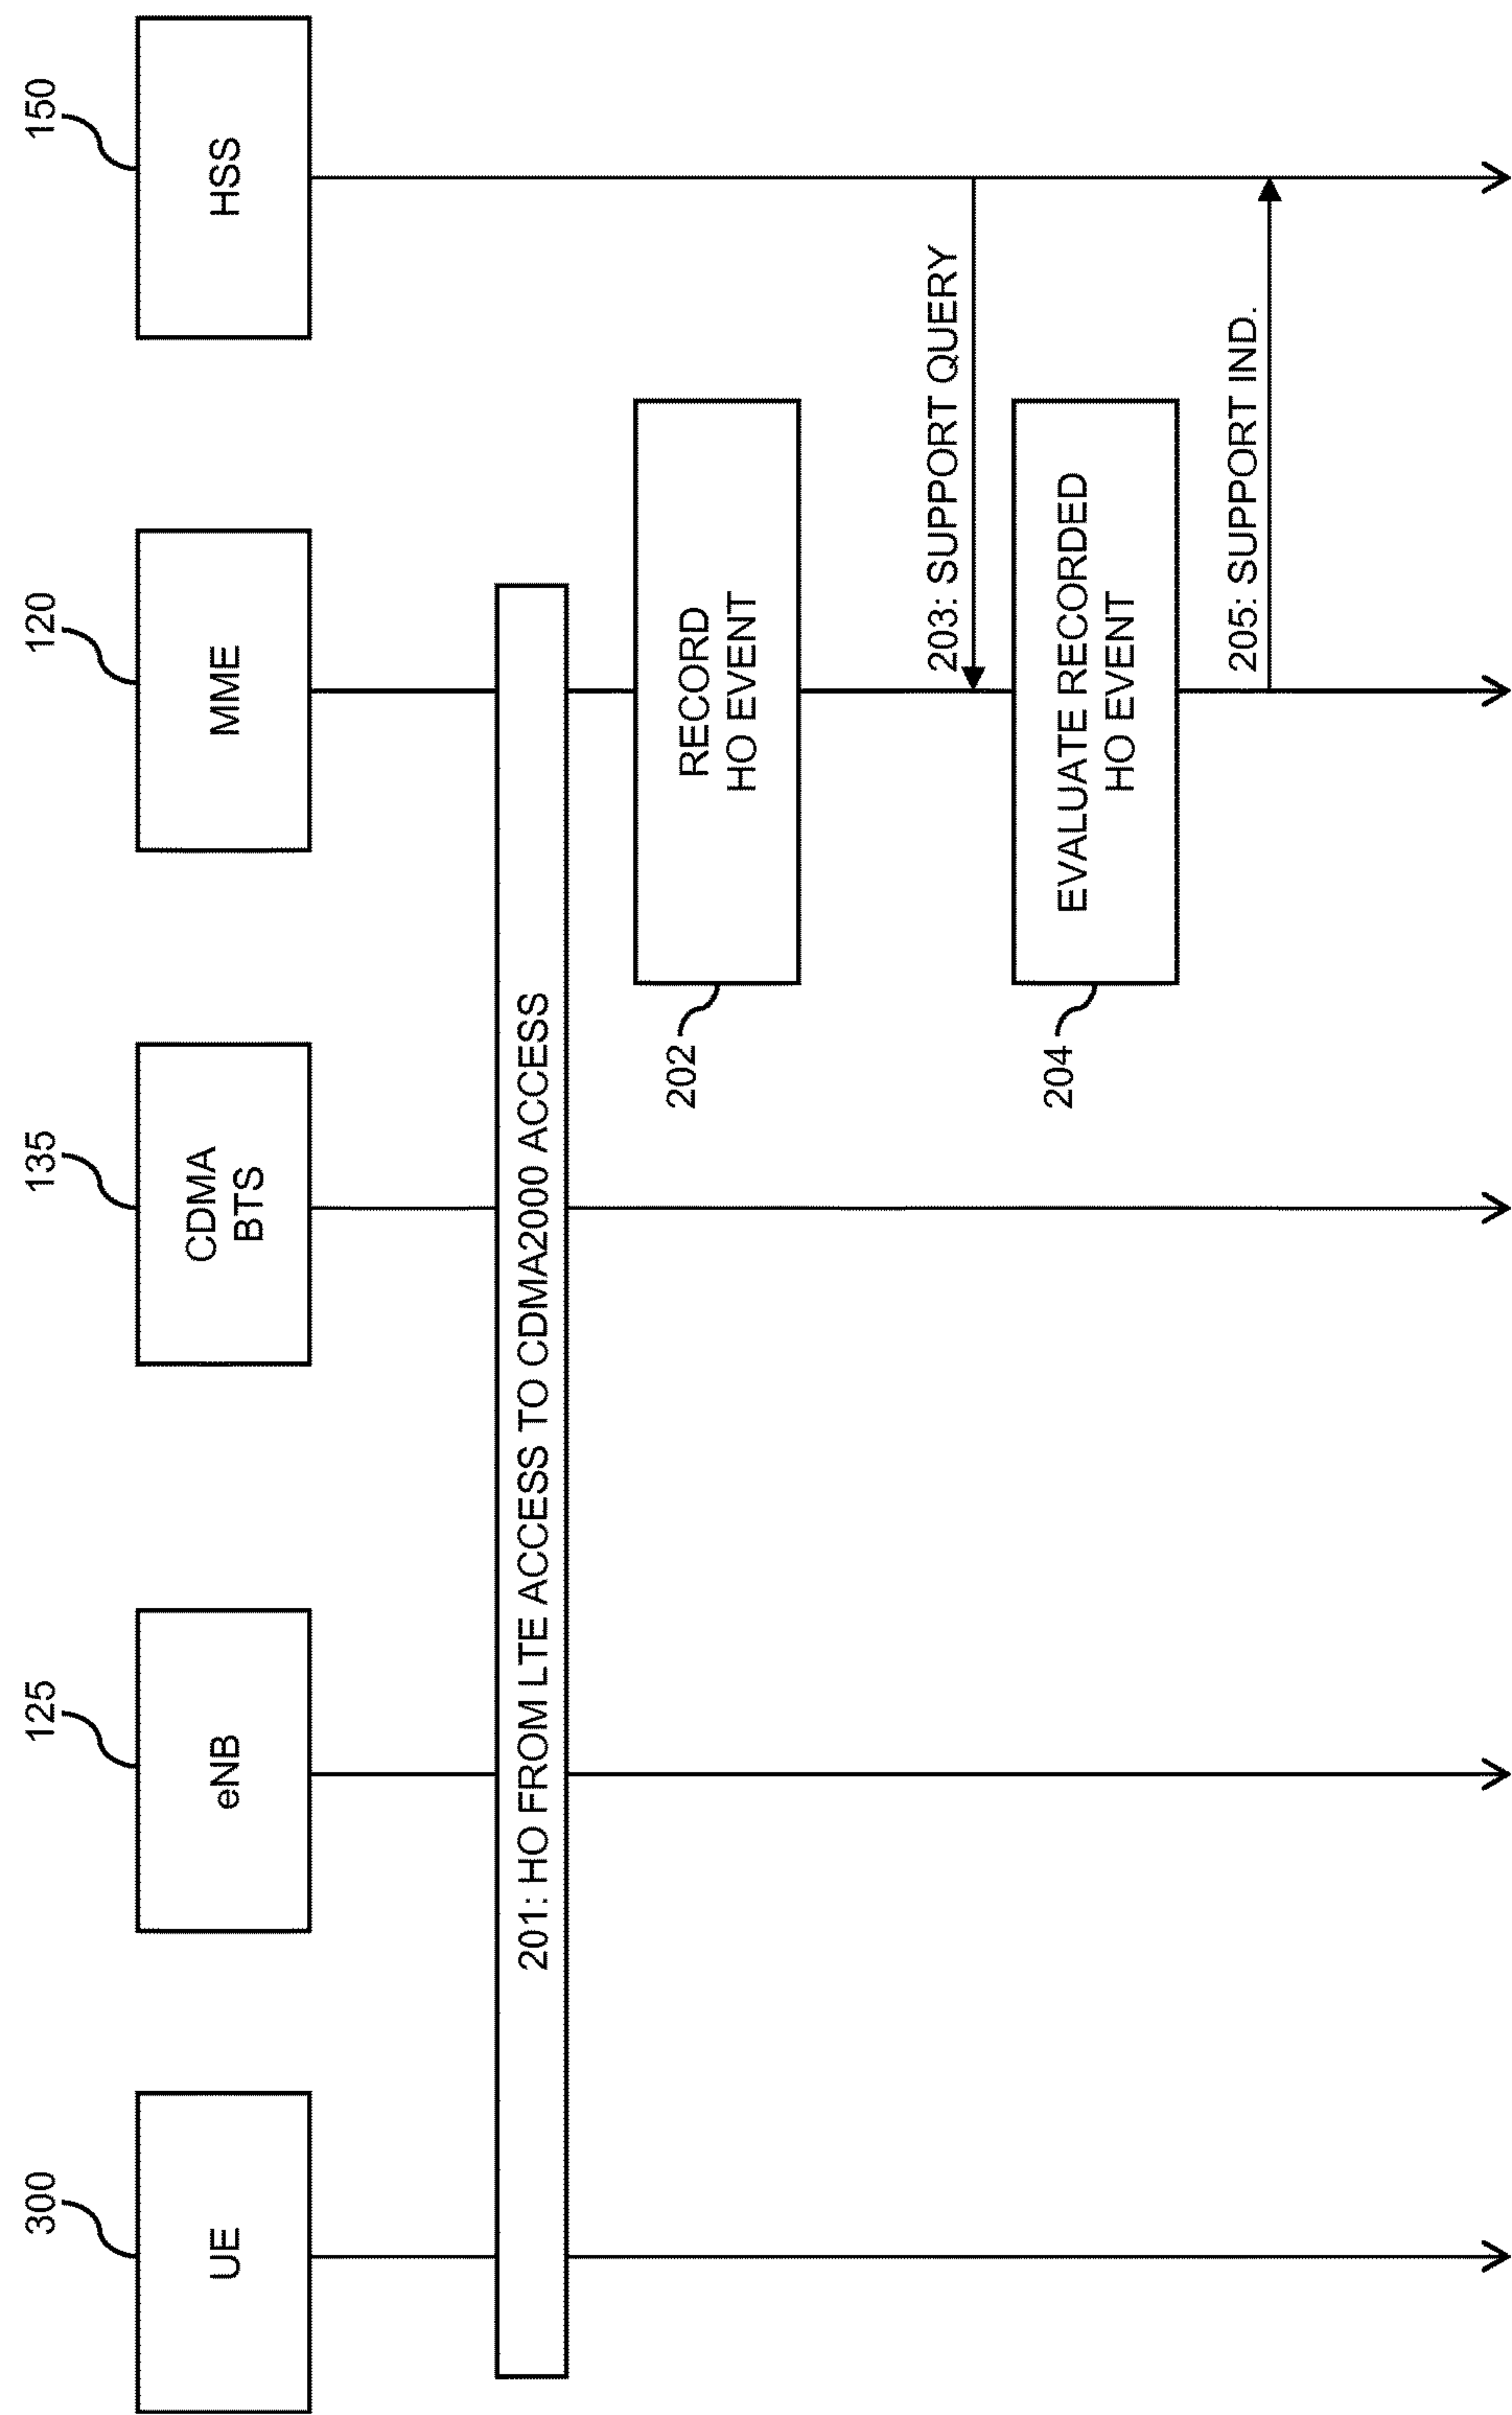 300
125
135
120
150
UE
eNB
CDMA
BTS
MME
HSS
201: HO FROM LTE ACCESS TO CDMA2000 ACCESS
RECORD
HO EVENT
202
203: SUPPORT QUERY
EVALUATE RECORDED
HO EVENT
204
205: SUPPORT IND.